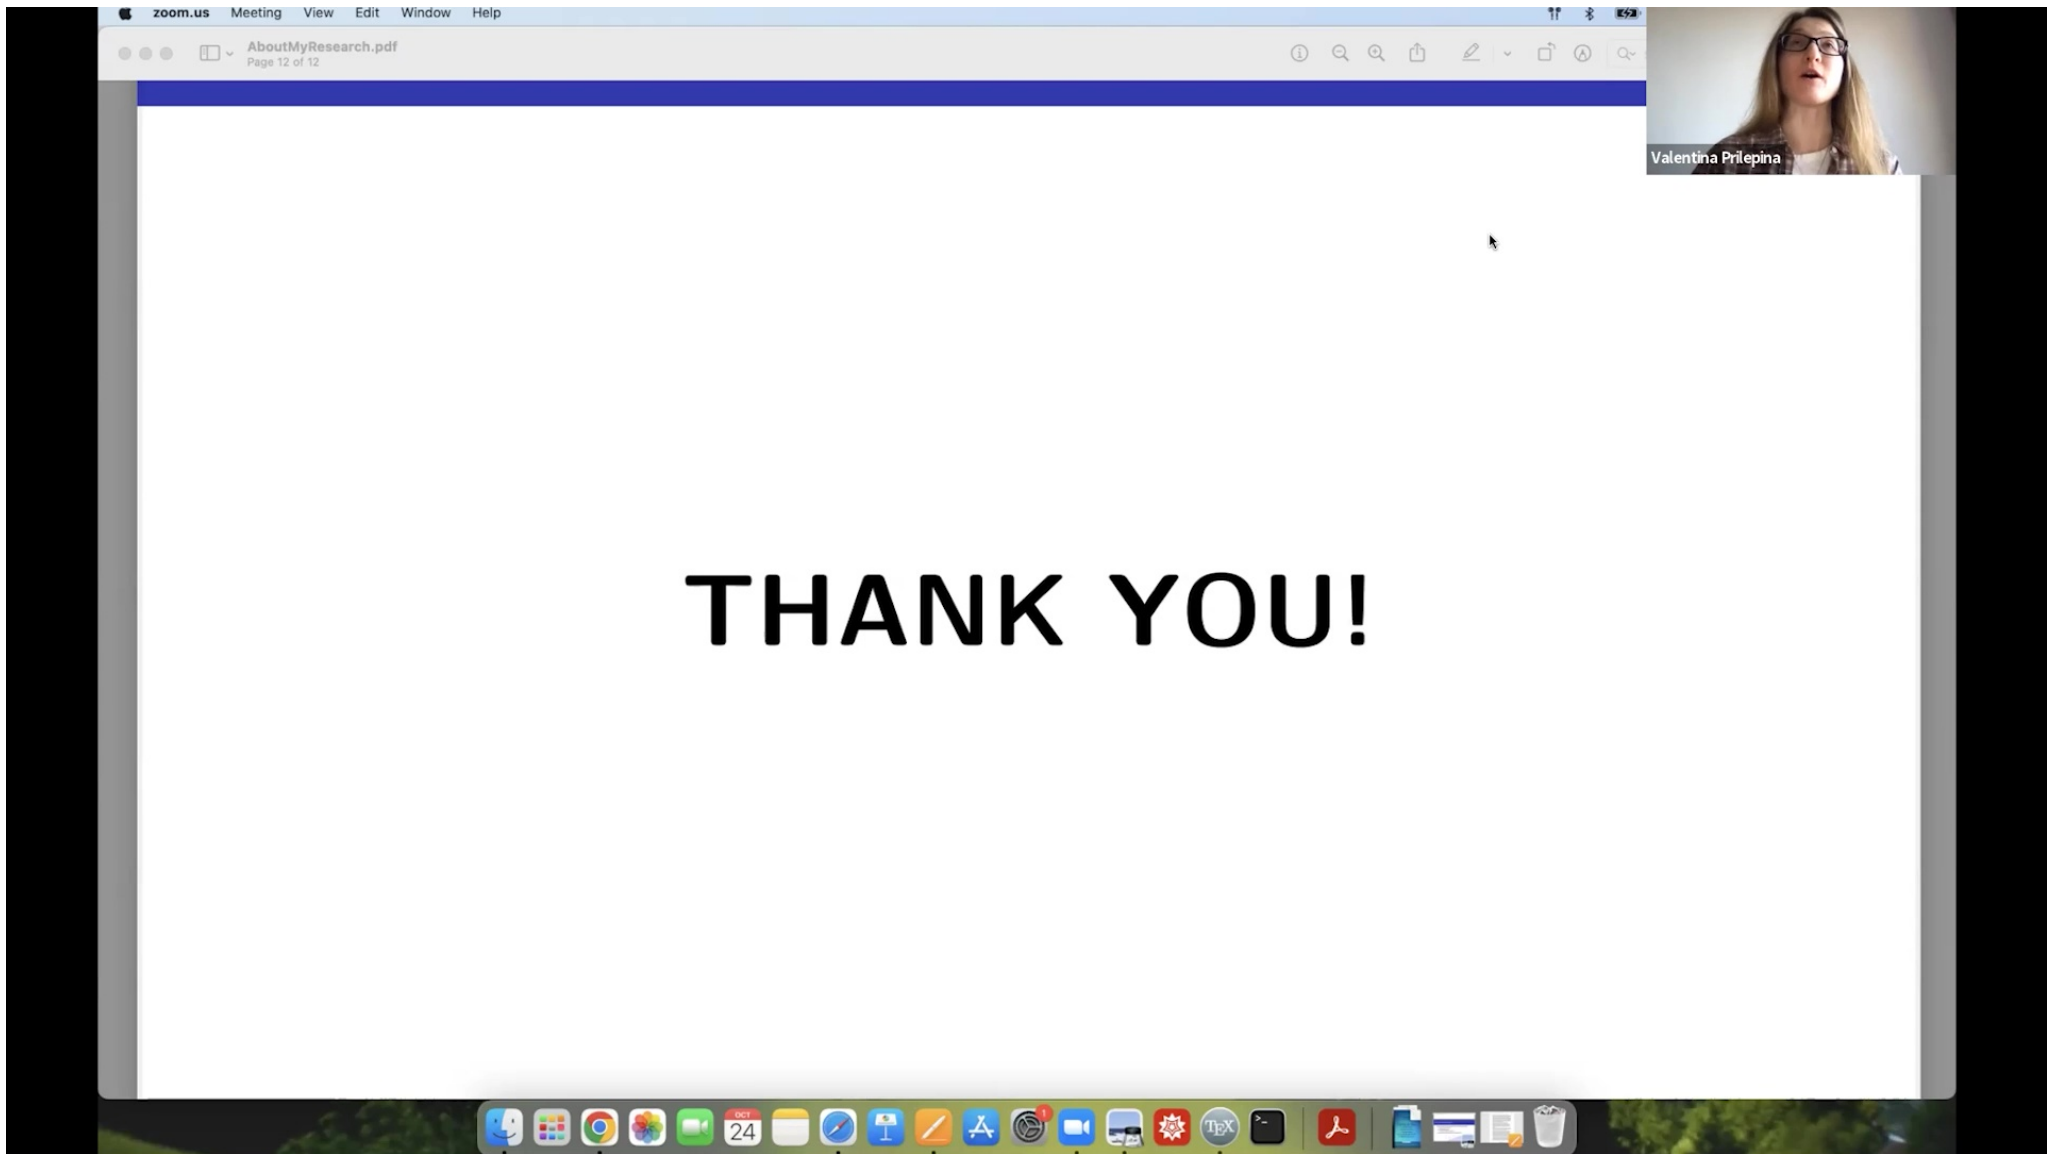 zoom.us Meeting View Edit Window Help
AboutMyResearch.pdf
Page 12 of 12
Valentina Prilepina
THANK YOU!
OCT
24
1
TEX